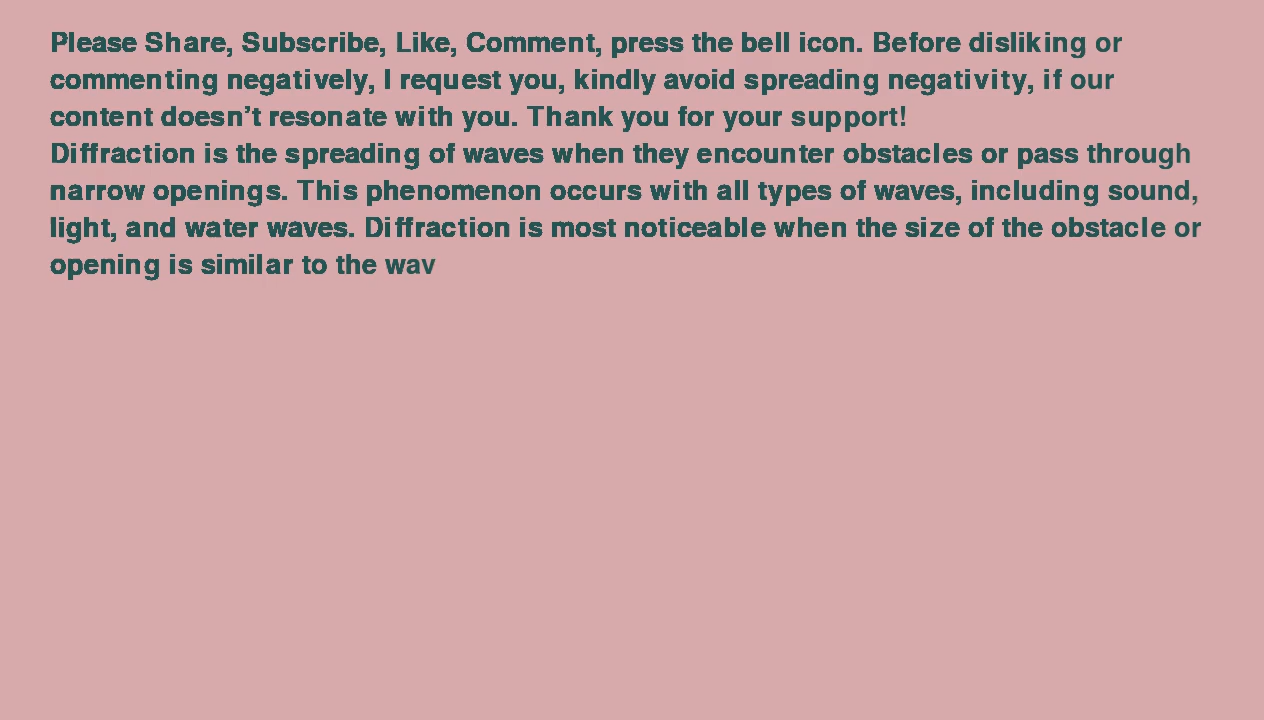 Please Share, Subscribe, Like, Comment, press the bell icon. Before disliking or
commenting negatively, I request you, kindly avoid spreading negativity, if our
content doesn’t resonate with you. Thank you for your support!
Diffraction is the spreading of waves when they encounter obstacles or pass through
narrow openings. This phenomenon occurs with all types of waves, including sound,
light, and water waves. Diffraction is most noticeable when the size of the obstacle or
opening is similar to the wav